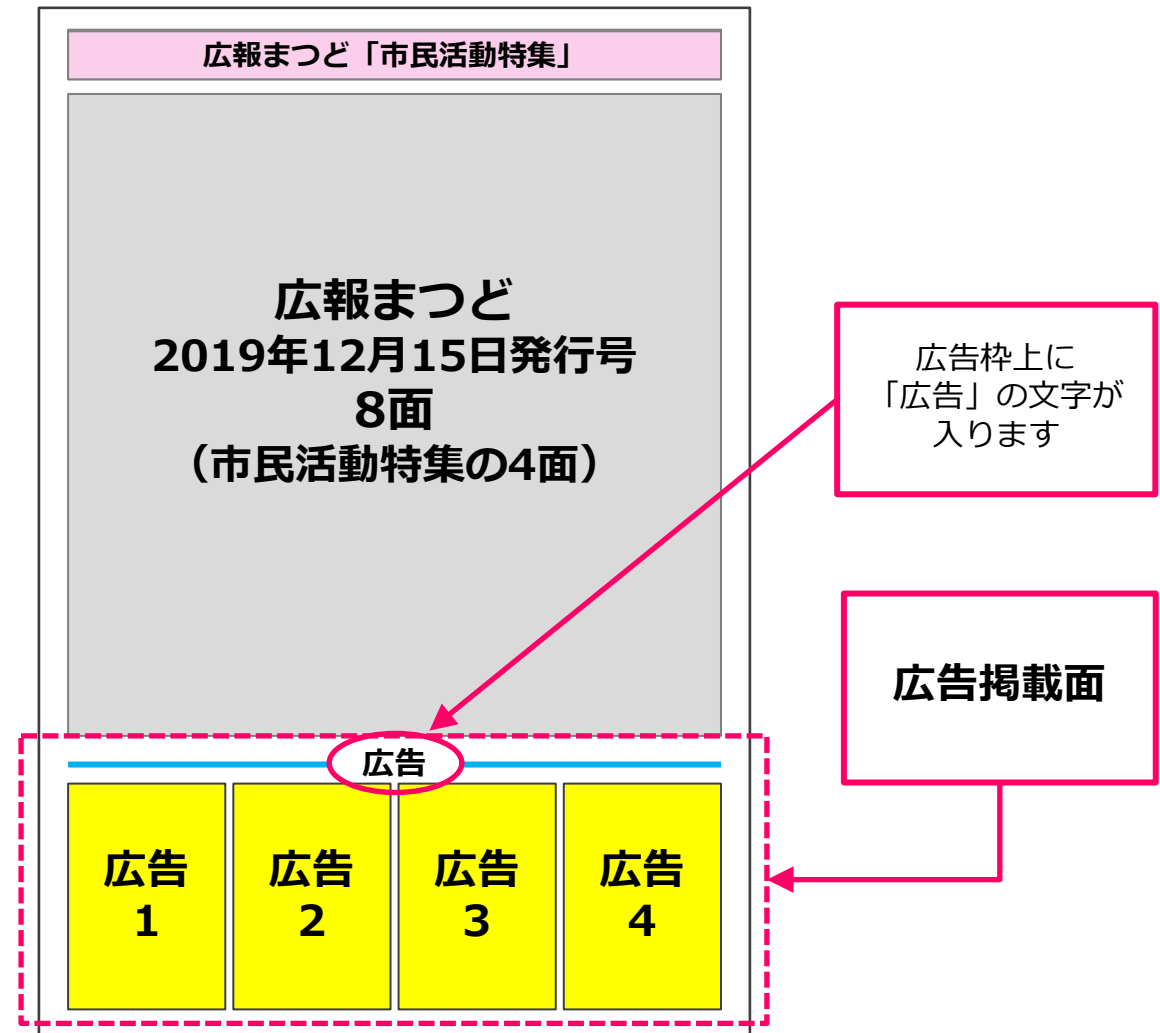 広報まつど「市民活動特集」
広報まつど
2019年12月15日発行号
8面
（市民活動特集の4面）
広告枠上に
「広告」の文字が
入ります
広告掲載面
広告
広告
1
広告
2
広告
3
広告
4